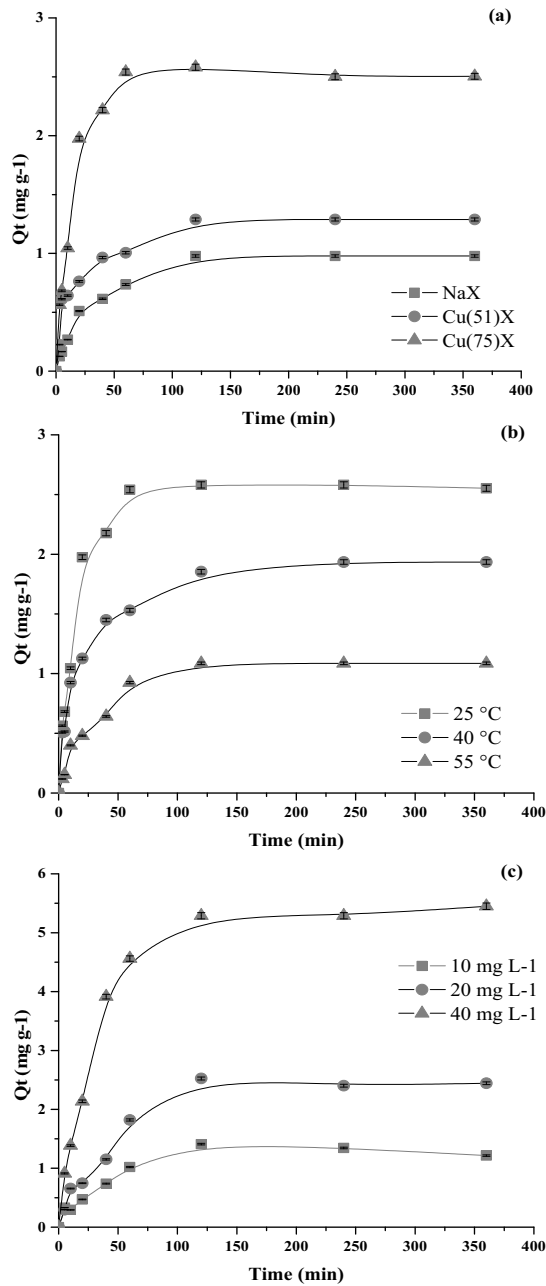 (a)
3
2
1
0
Qt (mg g-1)
NaX
Cu(51)X
Cu(75)X
0 50 100 150 200 250 300 350 400
Time (min)
(b)
3
2
1
0
Qt (mg g-1)
25 °C
40 °C
55 °C
0 50 100 150 200 250 300 350 400
Time (min)
(c)
6
5
4
3
2
1
0
Qt (mg g-1)
10 mg L-1
20 mg L-1
40 mg L-1
0 50 100 150 200 250 300 350 400
Time (min)